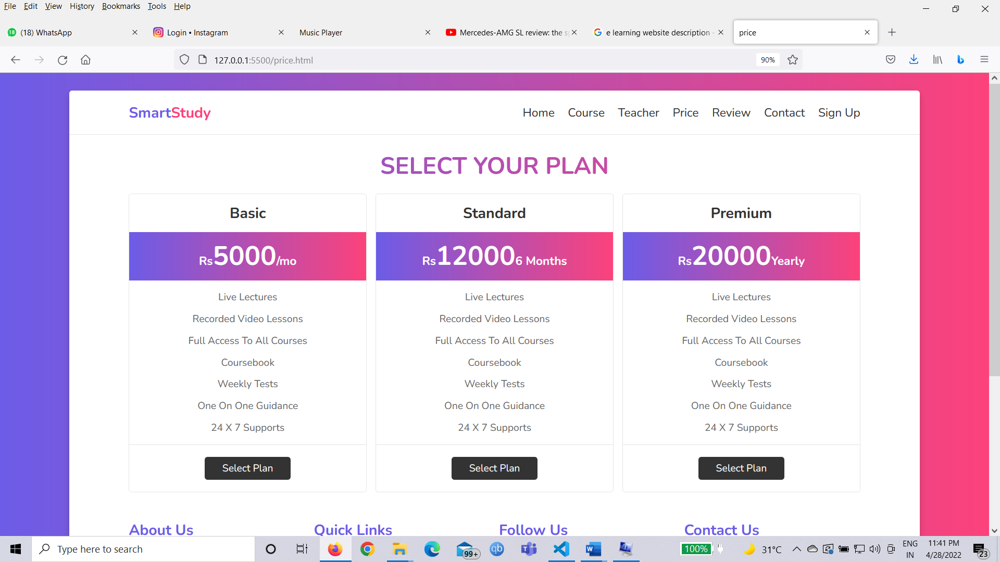 File Edit View History Bookmarks Tools Help
(18) WhatsApp
Login • Instagram
Music Player
Mercedes-AMG SL review: the s
e learning website description -
price
127.0.0.1:5500/price.html
90%
SmartStudy
Home Course Teacher Price Review Contact Sign Up
SELECT YOUR PLAN
Basic
Rs5000/mo
Live Lectures
Recorded Video Lessons
Full Access To All Courses
Coursebook
Weekly Tests
One On One Guidance
24 X 7 Supports
Select Plan
Standard
Rs120006 Months
Live Lectures
Recorded Video Lessons
Full Access To All Courses
Coursebook
Weekly Tests
One On One Guidance
24 X 7 Supports
Select Plan
Premium
Rs20000Yearly
Live Lectures
Recorded Video Lessons
Full Access To All Courses
Coursebook
Weekly Tests
One On One Guidance
24 X 7 Supports
Select Plan
About Us
Quick Links
Follow Us
Contact Us
Type here to search
99+
qb
100%
31°C
ENG
IN
11:41 PM
4/28/2022
23